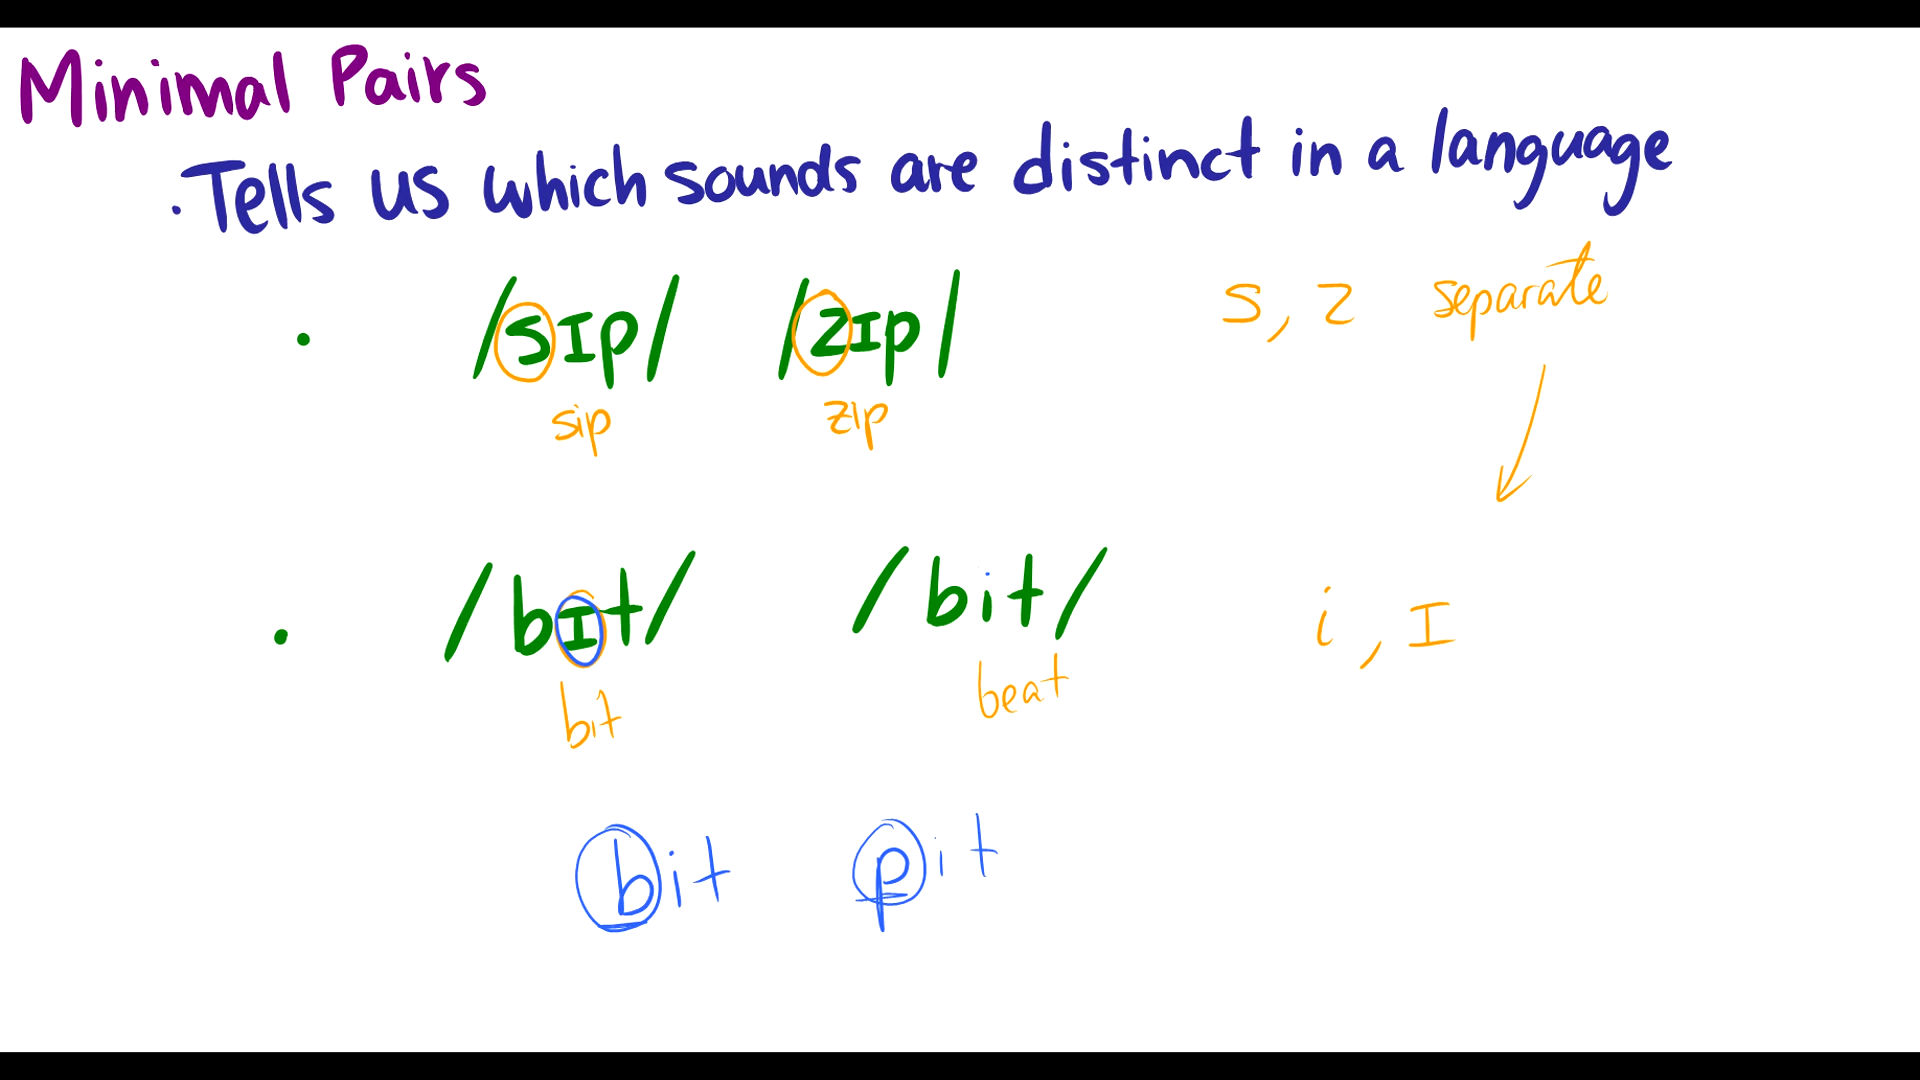 Minimal Pairs
· Tells us which sounds are distinct in a language
· /sɪp/ /zɪp/ s, z separate
sip zip
· /bɪt/ /bit/ i, ɪ
bit beat
bit pit